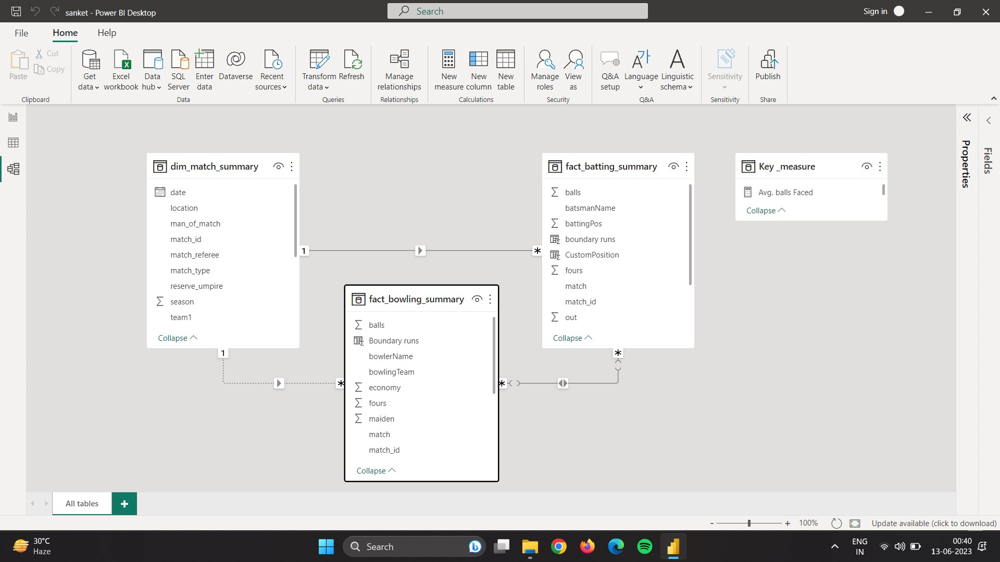 sanket - Power BI Desktop
Search
Sign in
File
Home
Help
Paste
Cut
Copy
Clipboard
Get data
Excel workbook
Data hub
SQL Server
Enter data
Dataverse
Recent sources
Data
Transform data
Refresh
Queries
Manage relationships
Relationships
New measure
New column
New table
Calculations
Manage roles
View as
Security
Q&A setup
Language
Linguistic schema
Q&A
Sensitivity
Sensitivity
Publish
Share
dim_match_summary
date
location
man_of_match
match_id
match_referee
match_type
reserve_umpire
season
team1
Collapse
1
*
fact_batting_summary
balls
batsmanName
battingPos
boundary runs
CustomPosition
fours
match
match_id
out
Collapse
Key _measure
Avg. balls Faced
Collapse
Properties
Fields
1
*
fact_bowling_summary
balls
Boundary runs
bowlerName
bowlingTeam
economy
fours
maiden
match
match_id
Collapse
*
*
All tables
+
- + 100%
Update available (click to download)
30°C
Haze
Search
ENG
IN
00:40
13-06-2023